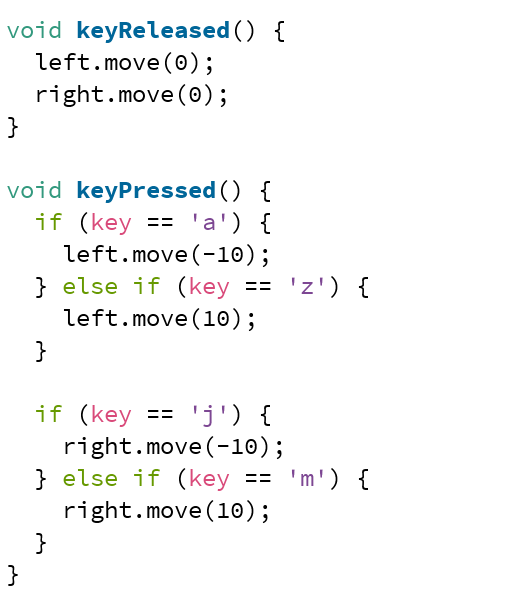 void keyReleased() {
  left.move(0);
  right.move(0);
}

void keyPressed() {
  if (key == 'a') {
    left.move(-10);
  } else if (key == 'z') {
    left.move(10);
  }

  if (key == 'j') {
    right.move(-10);
  } else if (key == 'm') {
    right.move(10);
  }
}